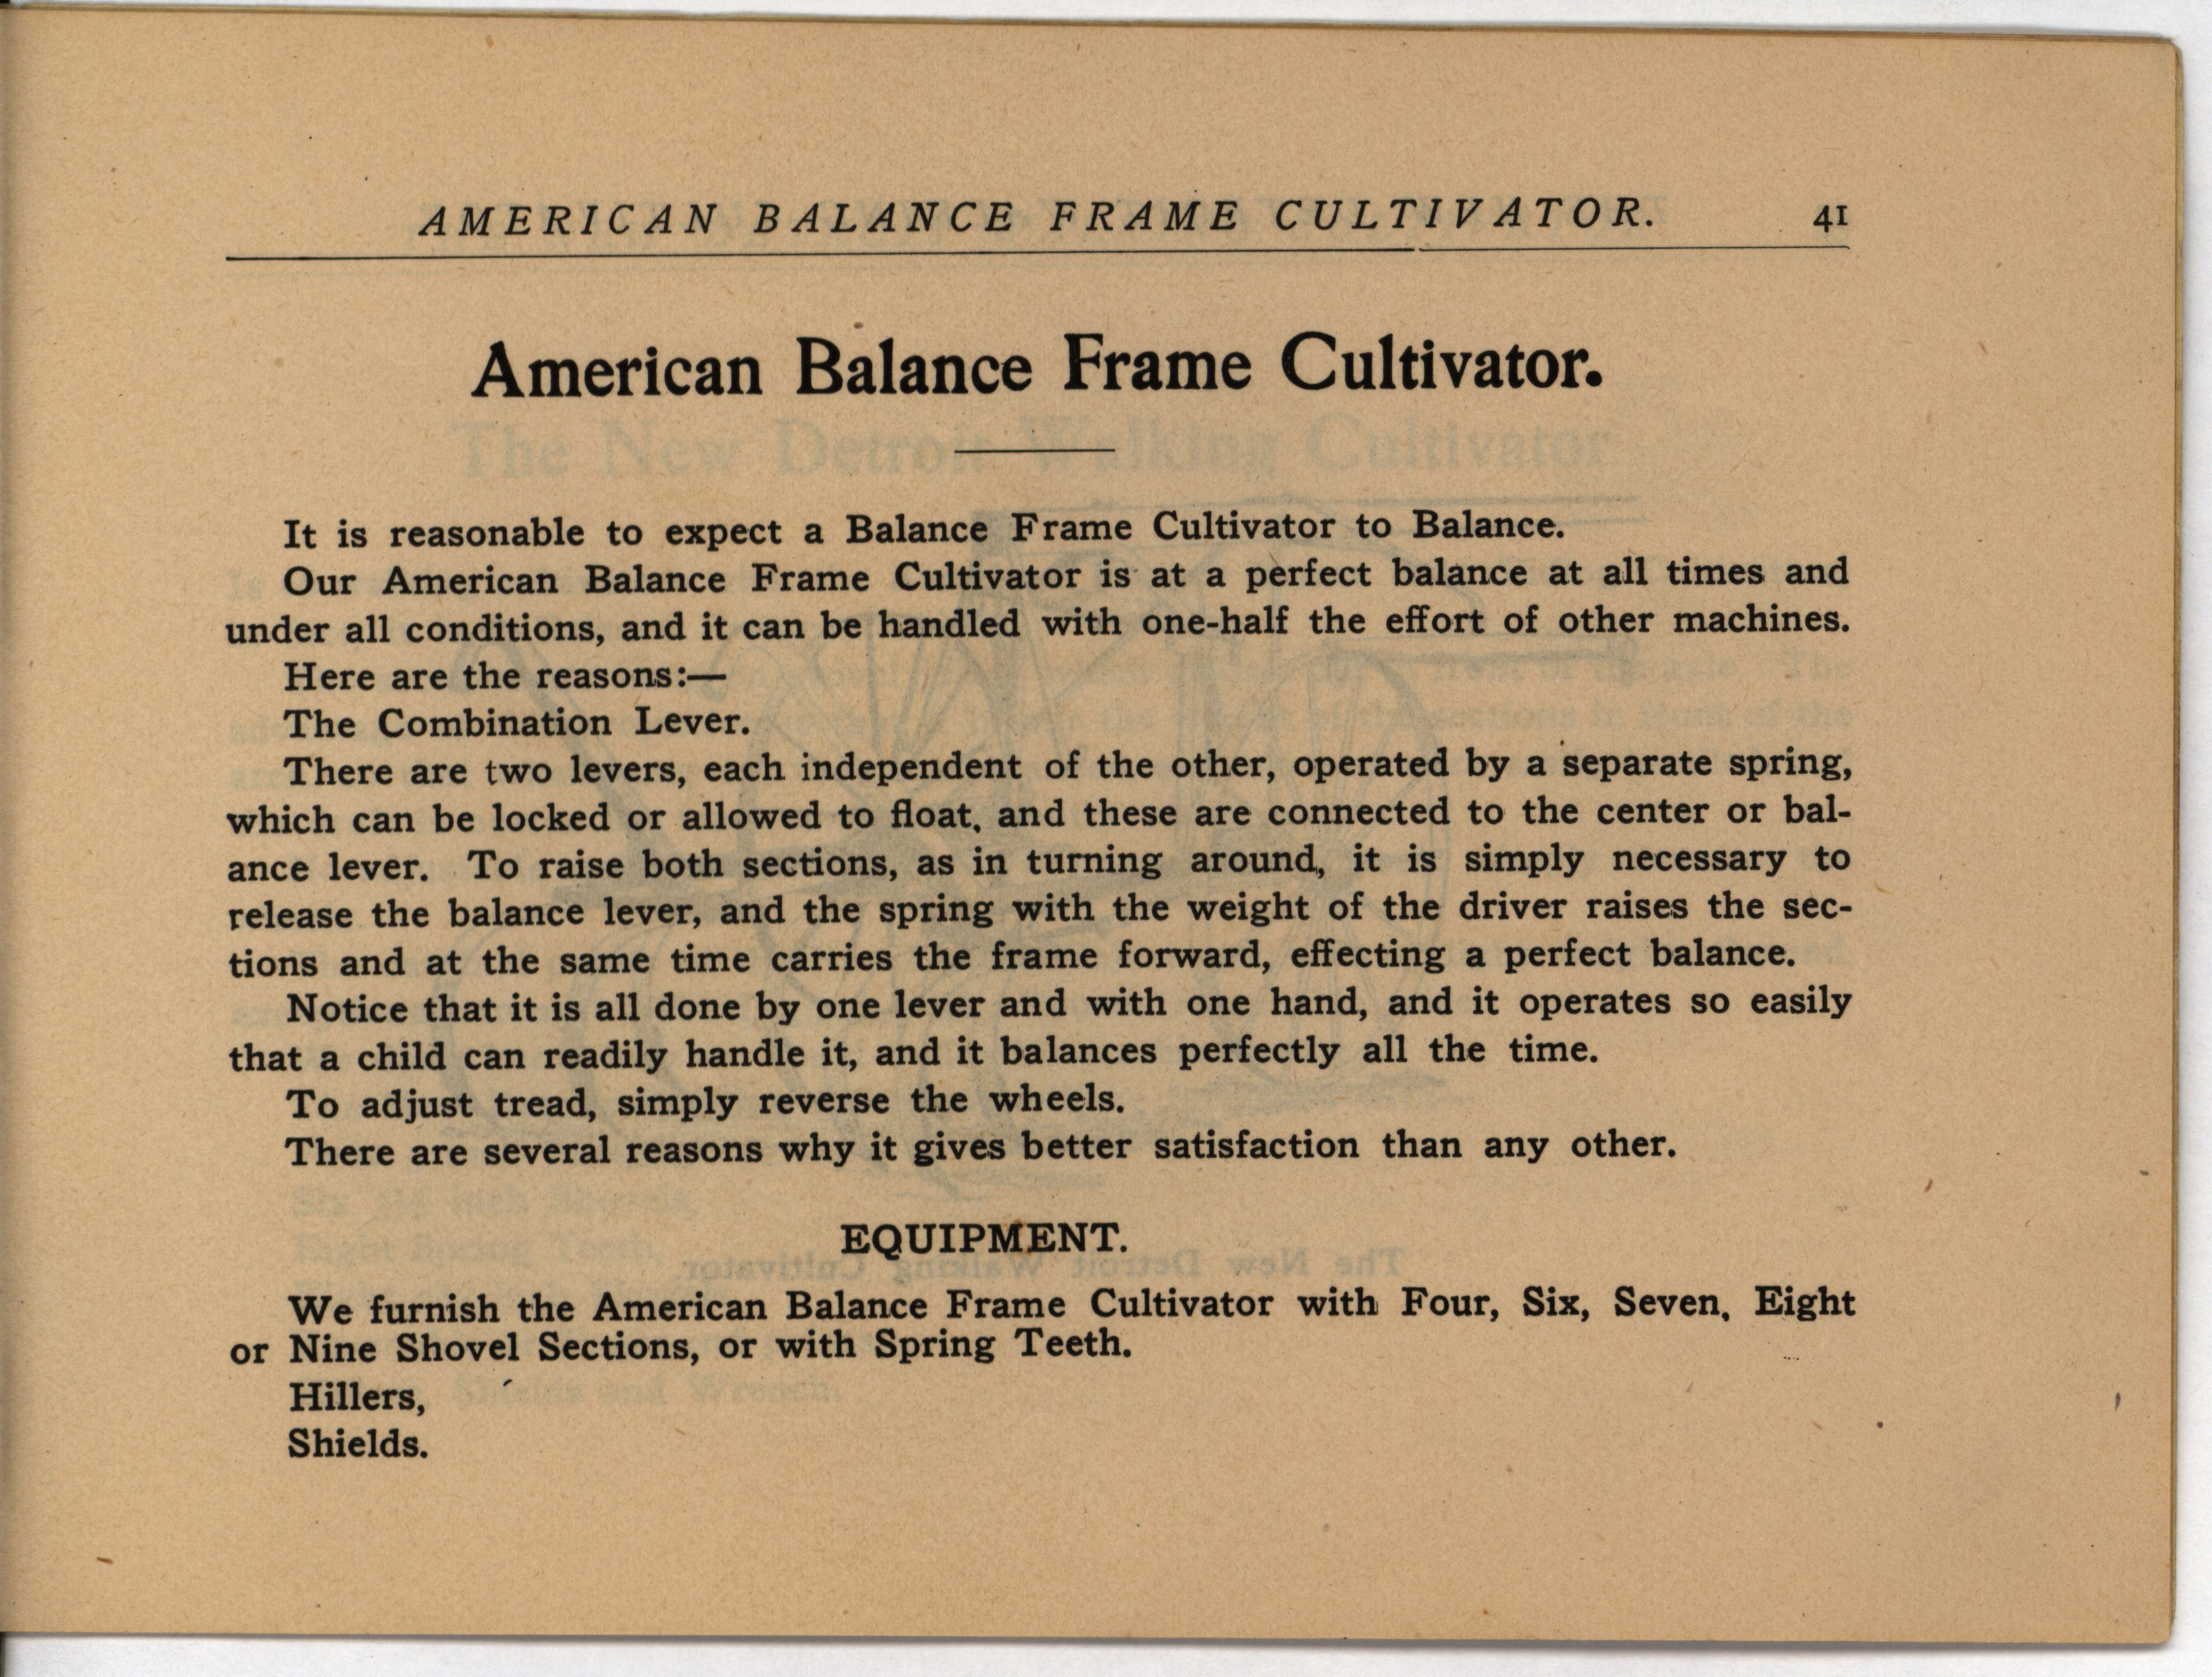 AMERICAN BALANCE FRAME CULTIVATOR. 41
American Balance Frame Cultivator.
The New Detroit Walking Cultivator
It is reasonable to expect a Balance Frame Cultivator to Balance.
Our American Balance Frame Cultivator is at a perfect balance at all times and
under all conditions, and it can be handled with one-half the effort of other machines.
Here are the reasons:—
The Combination Lever.
There are two levers, each independent of the other, operated by a separate spring,
which can be locked or allowed to float, and these are connected to the center or bal-
ance lever. To raise both sections, as in turning around, it is simply necessary to
release the balance lever, and the spring with the weight of the driver raises the sec-
tions and at the same time carries the frame forward, effecting a perfect balance.
Notice that it is all done by one lever and with one hand, and it operates so easily
that a child can readily handle it, and it balances perfectly all the time.
To adjust tread, simply reverse the wheels.
There are several reasons why it gives better satisfaction than any other.
EQUIPMENT.
The New Detroit Walking Cultivator.
We furnish the American Balance Frame Cultivator with Four, Six, Seven, Eight
or Nine Shovel Sections, or with Spring Teeth.
Hillers,
Shields.